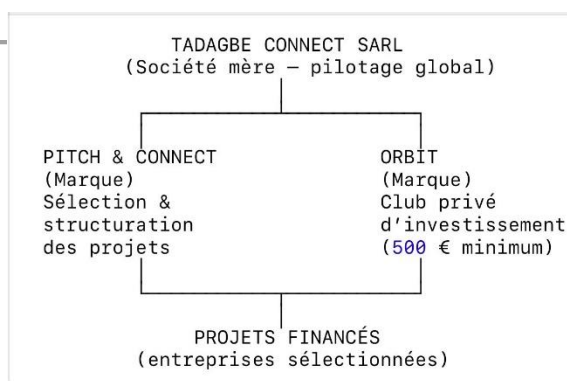 TADAGBE CONNECT SARL
(Société mère — pilotage global)
PITCH & CONNECT
(Marque)
Sélection &
structuration
des projets
ORBIT
(Marque)
Club privé
d'investissement
(500 € minimum)
PROJETS FINANCÉS
(entreprises sélectionnées)